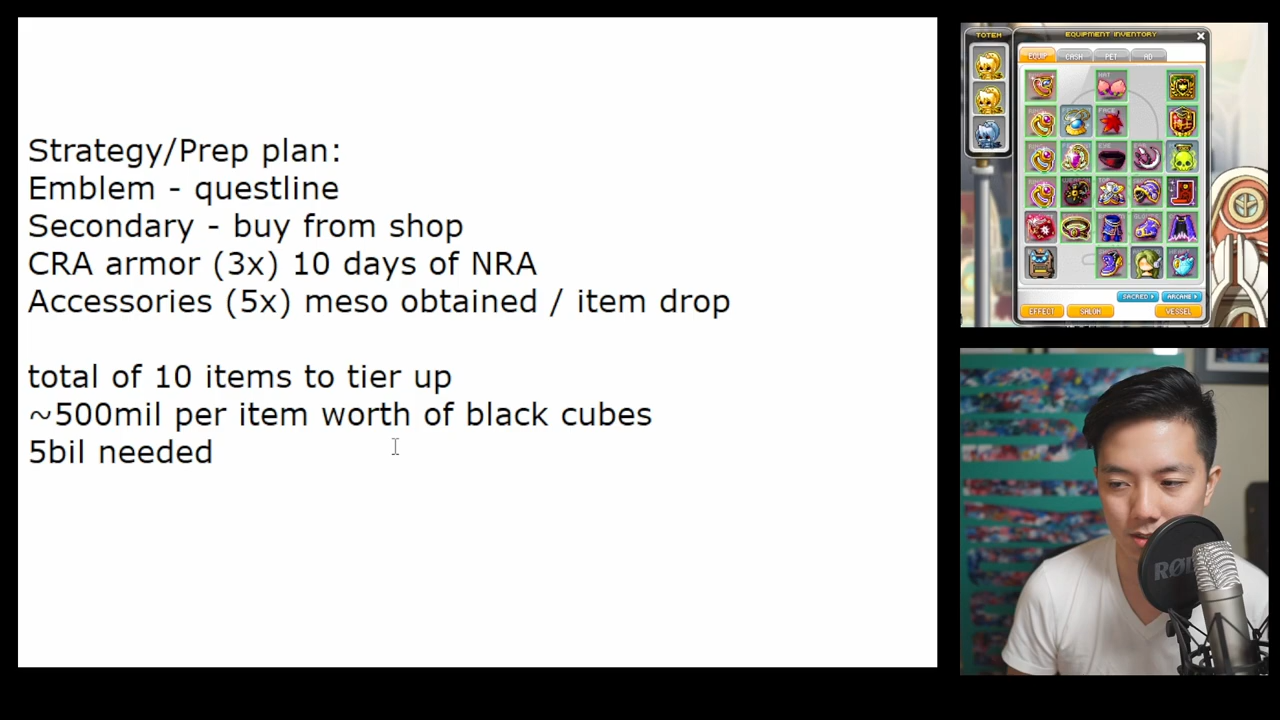 Strategy/Prep plan:
Emblem - questline
Secondary - buy from shop
CRA armor (3x) 10 days of NRA
Accessories (5x) meso obtained / item drop
total of 10 items to tier up
~500mil per item worth of black cubes
5bil needed
TOTEM
EQUIPMENT INVENTORY
EQUIP CASH PET AD
SACRED ARCANE
EFFECT SALON VESSEL
RØD